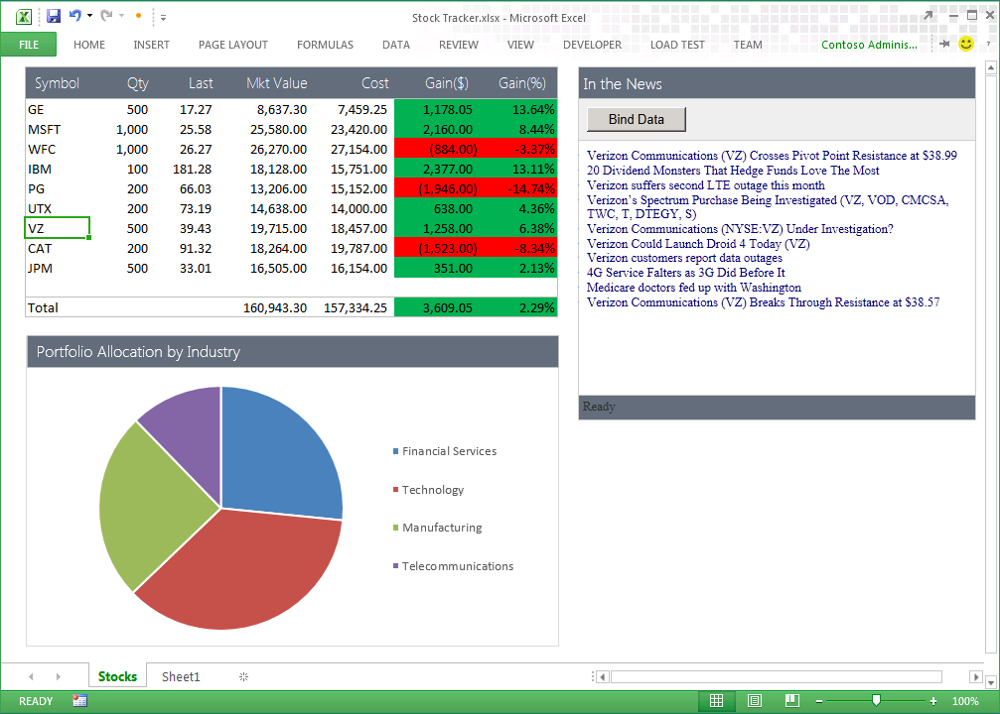 Stock Tracker.xlsx - Microsoft Excel
FILE HOME INSERT PAGE LAYOUT FORMULAS DATA REVIEW VIEW DEVELOPER LOAD TEST TEAM Contoso Adminis...
Symbol Qty Last Mkt Value Cost Gain($) Gain(%)
GE 500 17.27 8,637.30 7,459.25 1,178.05 13.64%
MSFT 1,000 25.58 25,580.00 23,420.00 2,160.00 8.44%
WFC 1,000 26.27 26,270.00 27,154.00 (884.00) -3.37%
IBM 100 181.28 18,128.00 15,751.00 2,377.00 13.11%
PG 200 66.03 13,206.00 15,152.00 (1,946.00) -14.74%
UTX 200 73.19 14,638.00 14,000.00 638.00 4.36%
VZ 500 39.43 19,715.00 18,457.00 1,258.00 6.38%
CAT 200 91.32 18,264.00 19,787.00 (1,523.00) -8.34%
JPM 500 33.01 16,505.00 16,154.00 351.00 2.13%
Total 160,943.30 157,334.25 3,609.05 2.29%
In the News
Bind Data
Verizon Communications (VZ) Crosses Pivot Point Resistance at $38.99
20 Dividend Monsters That Hedge Funds Love The Most
Verizon suffers second LTE outage this month
Verizon's Spectrum Purchase Being Investigated (VZ, VOD, CMCSA,
TWC, T, DTEGY, S)
Verizon Communications (NYSE:VZ) Under Investigation?
Verizon Could Launch Droid 4 Today (VZ)
Verizon customers report data outages
4G Service Falters as 3G Did Before It
Medicare doctors fed up with Washington
Verizon Communications (VZ) Breaks Through Resistance at $38.57
Ready
Portfolio Allocation by Industry
Financial Services
Technology
Manufacturing
Telecommunications
Stocks Sheet1
READY 100%